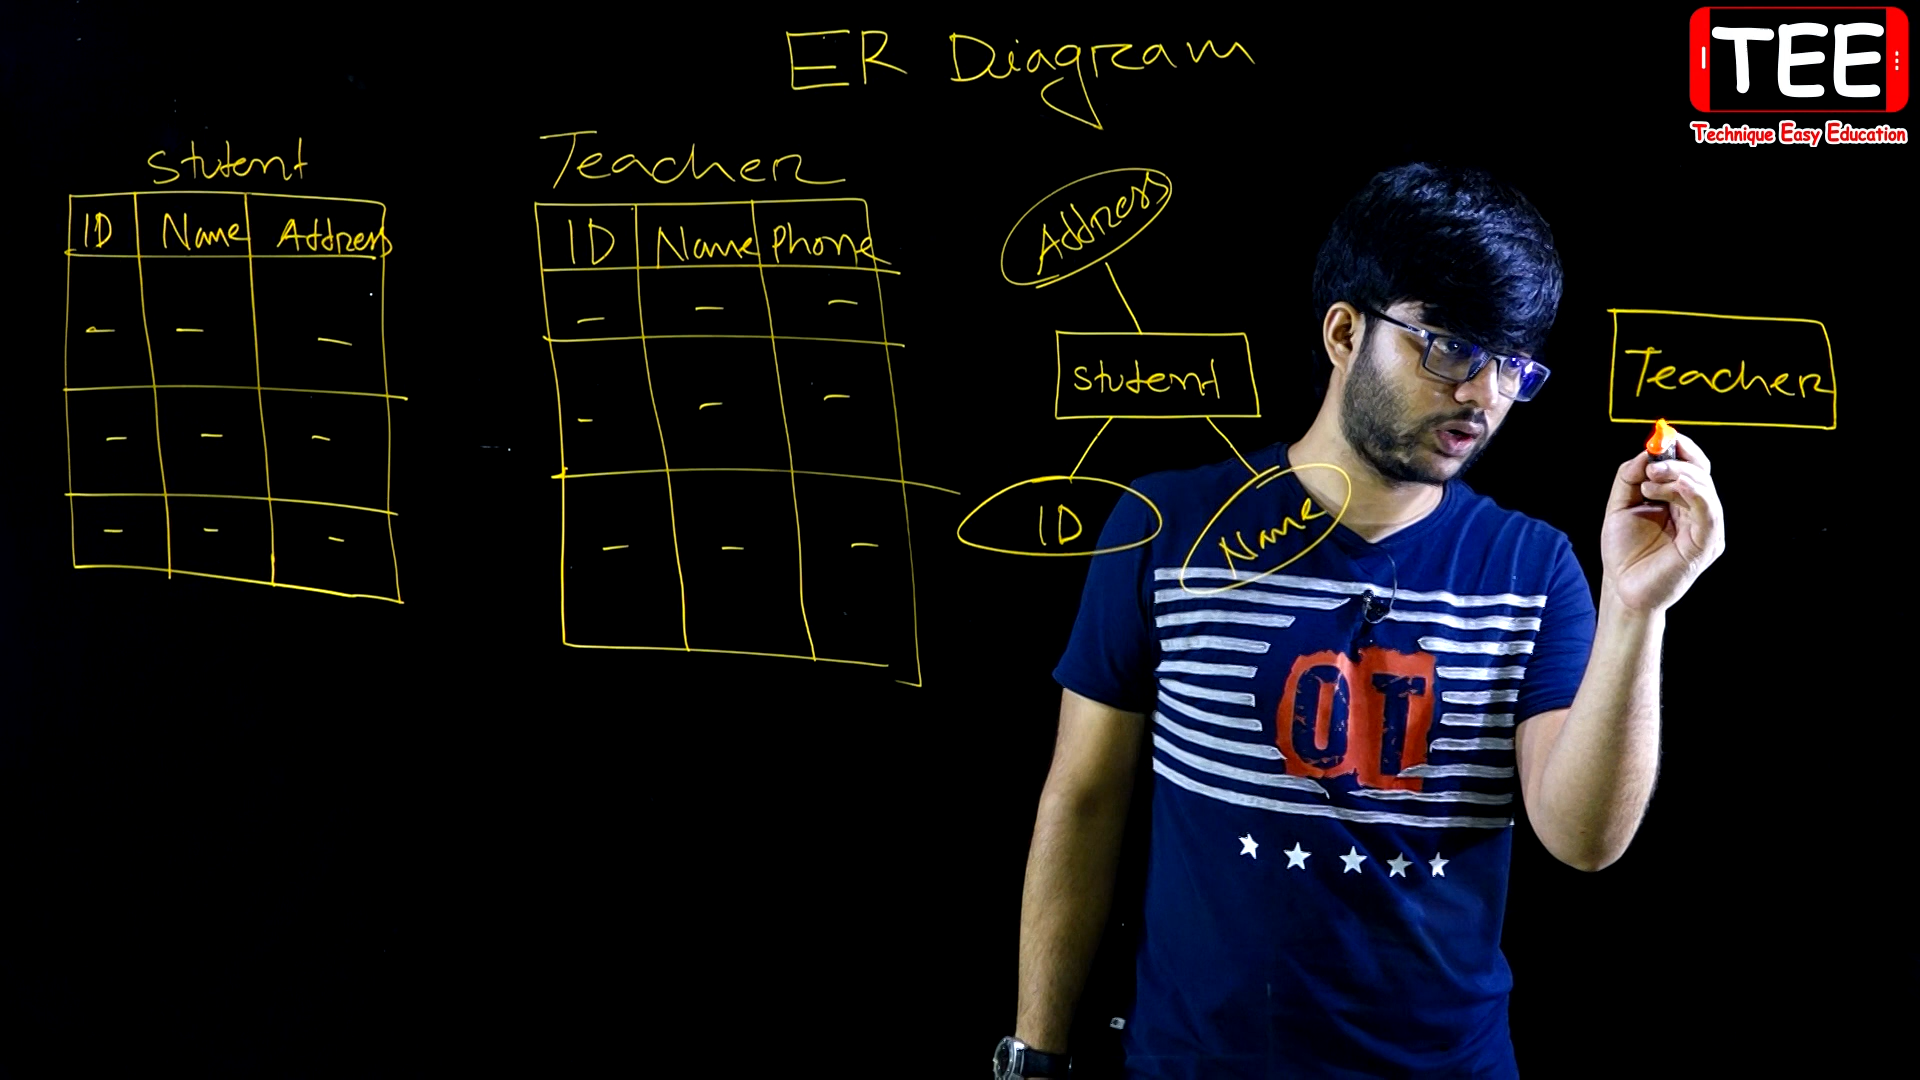 ER Diagram
TEE
Technique Easy Education
student
ID Name Address
Teacher
ID Name Phone
Address
student
ID
Name
Teacher
OT